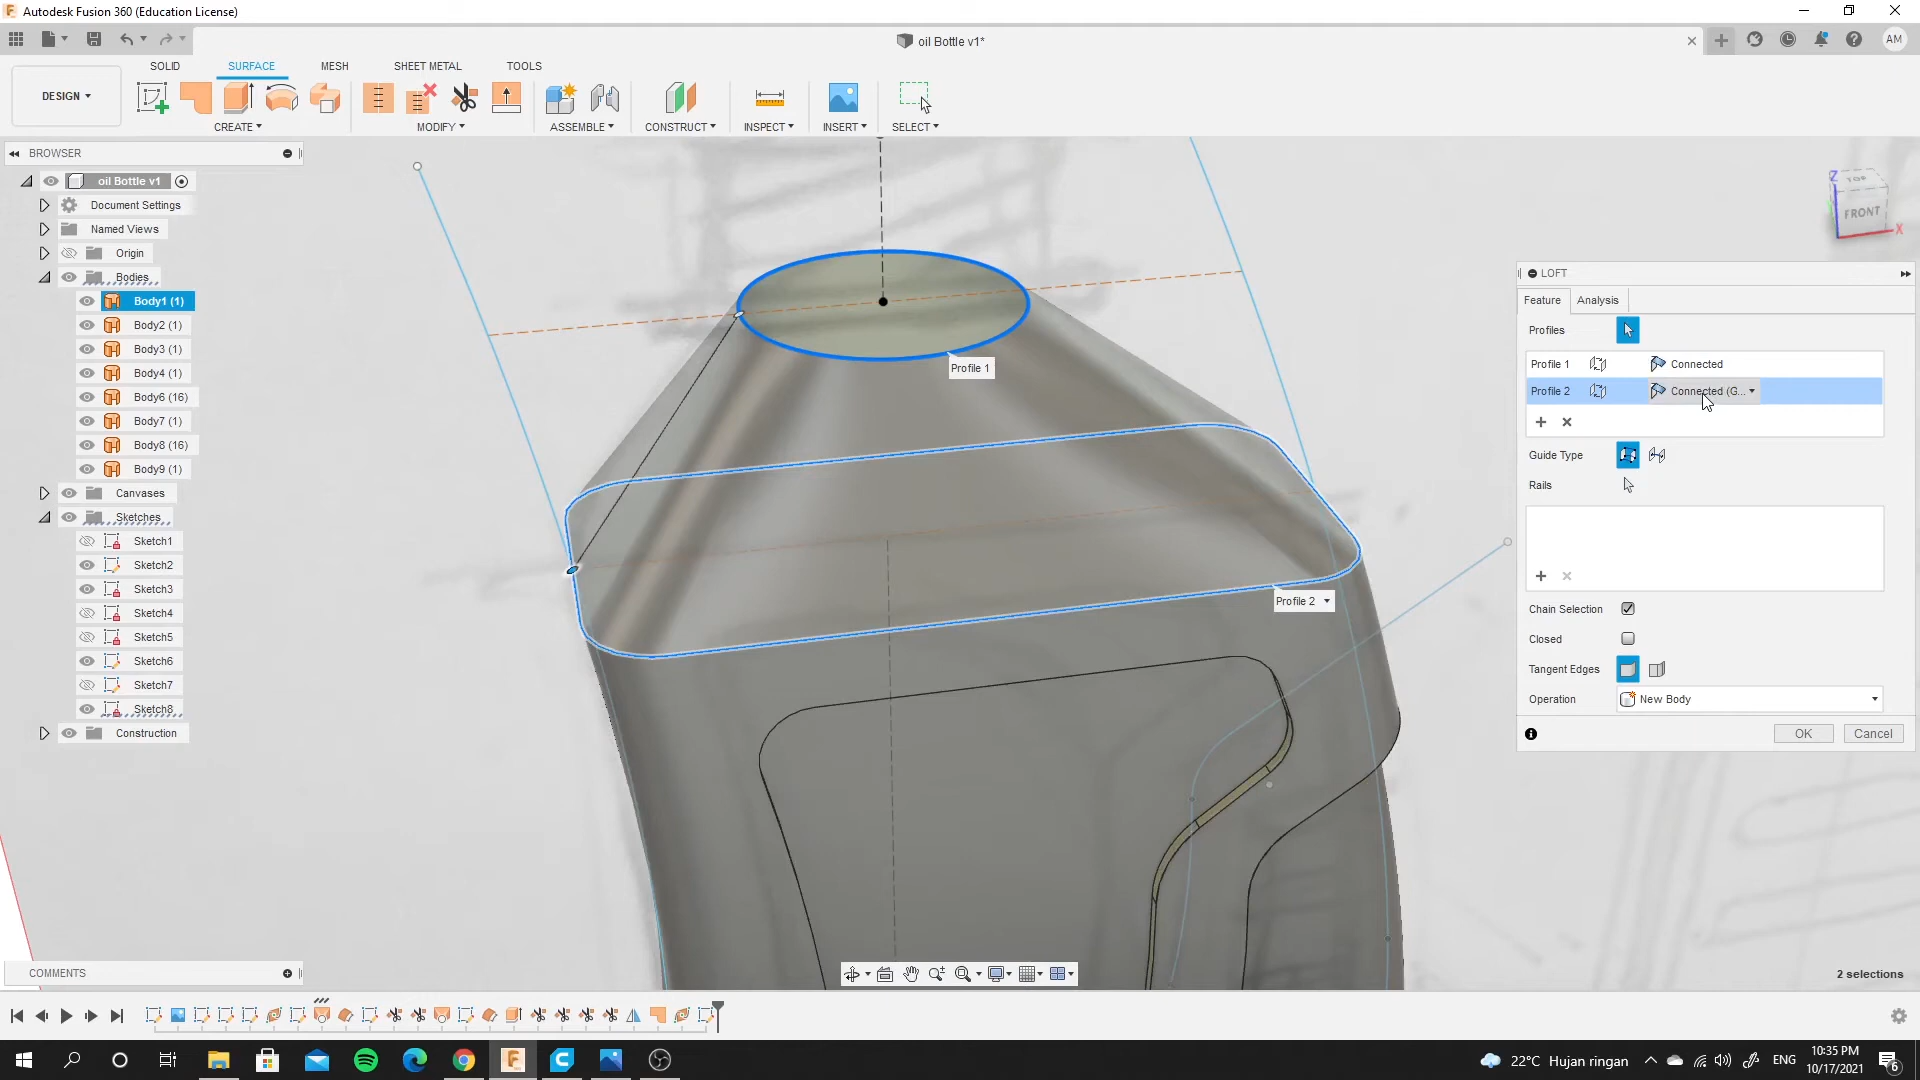 Autodesk Fusion 360 (Education License)
oil Bottle v1*
AM
DESIGN
SOLID
SURFACE
MESH
SHEET METAL
TOOLS
CREATE
MODIFY
ASSEMBLE
CONSTRUCT
INSPECT
INSERT
SELECT
BROWSER
oil Bottle v1
Document Settings
Named Views
Origin
Bodies
Body1 (1)
Body2 (1)
Body3 (1)
Body4 (1)
Body6 (16)
Body7 (1)
Body8 (16)
Body9 (1)
Canvases
Sketches
Sketch1
Sketch2
Sketch3
Sketch4
Sketch5
Sketch6
Sketch7
Sketch8
Construction
Profile 1
Profile 2
Z
TOP
FRONT
X
LOFT
Feature
Analysis
Profiles
Profile 1 Connected
Profile 2 Connected (G...
Guide Type
Rails
Chain Selection
Closed
Tangent Edges
Operation
New Body
OK
Cancel
COMMENTS
2 selections
22°C Hujan ringan
ENG
10:35 PM
10/17/2021
6